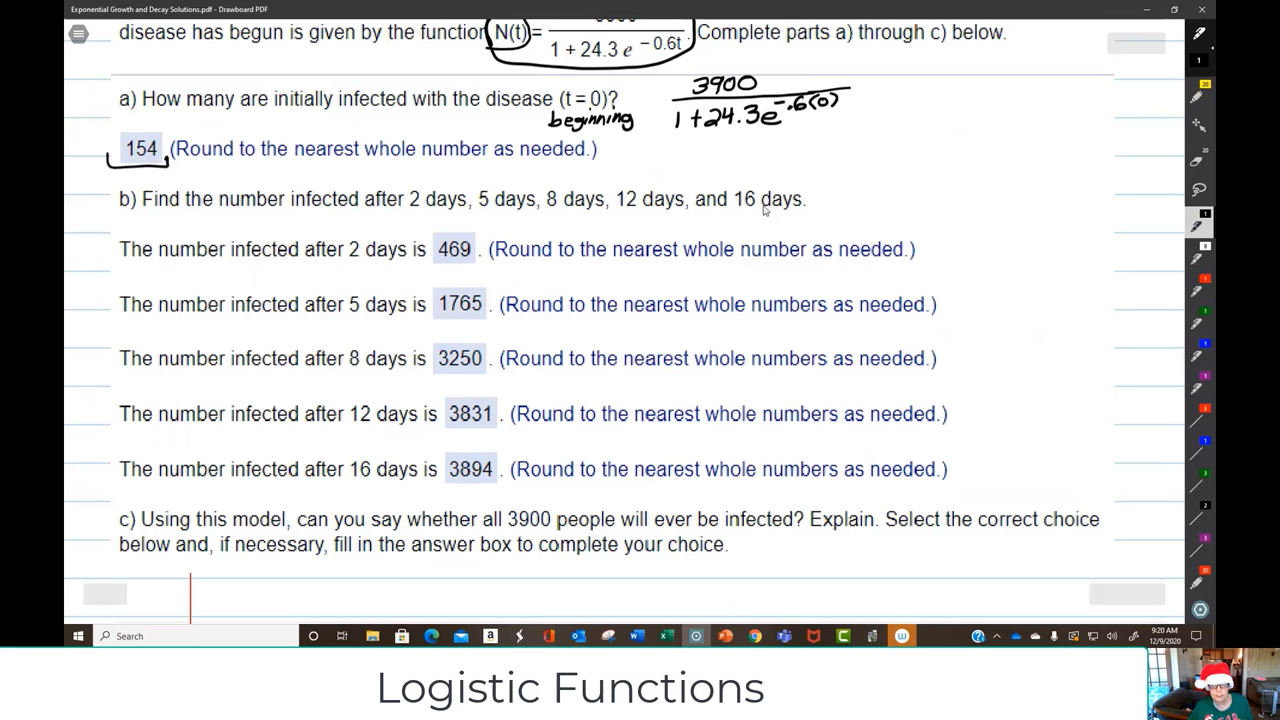 Exponential Growth and Decay Solutions.pdf - Drawboard PDF
disease has begun is given by the function N(t) =
1 + 24.3 e − 0.6t . Complete parts a) through c) below.
a) How many are initially infected with the disease (t = 0)?
beginning
3900
1 + 24.3e -.6(0)
154 . (Round to the nearest whole number as needed.)
b) Find the number infected after 2 days, 5 days, 8 days, 12 days, and 16 days.
The number infected after 2 days is 469 . (Round to the nearest whole number as needed.)
The number infected after 5 days is 1765 . (Round to the nearest whole numbers as needed.)
The number infected after 8 days is 3250 . (Round to the nearest whole numbers as needed.)
The number infected after 12 days is 3831 . (Round to the nearest whole numbers as needed.)
The number infected after 16 days is 3894 . (Round to the nearest whole numbers as needed.)
c) Using this model, can you say whether all 3900 people will ever be infected? Explain. Select the correct choice
below and, if necessary, fill in the answer box to complete your choice.
Search
9:20 AM
12/9/2020
Logistic Functions